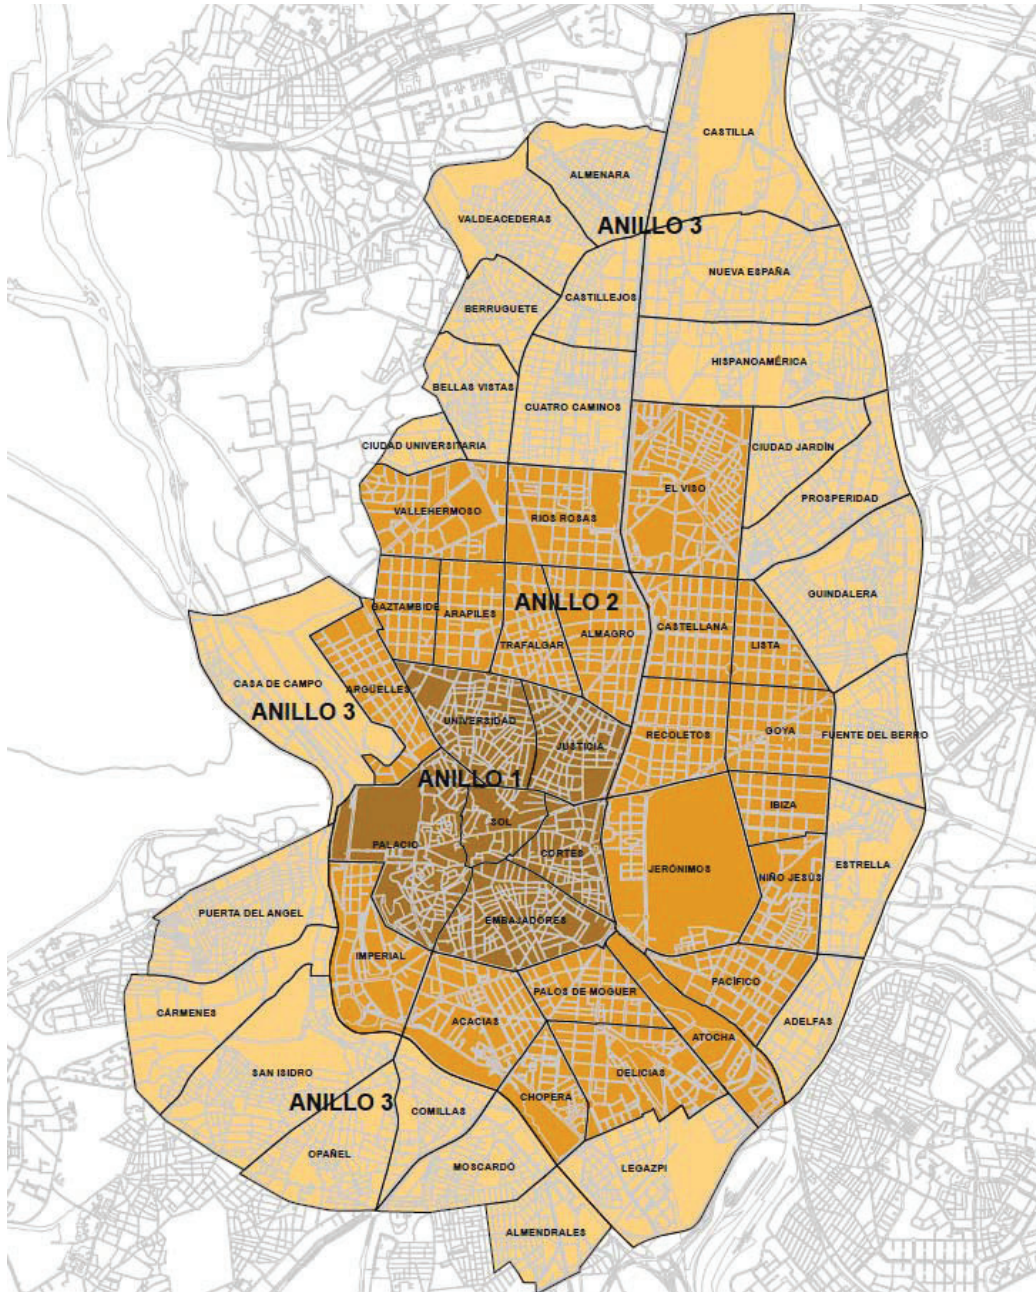 CASTILLA
ALMENARA
VALDEACEDERAS
ANILLO 3
NUEVA ESPAÑA
CASTILLEJOS
BERRUGUETE
HISPANOAMÉRICA
BELLAS VISTAS
CUATRO CAMINOS
CIUDAD UNIVERSITARIA
CIUDAD JARDÍN
EL VISO
PROSPERIDAD
VALLEHERMOSO
RIOS ROSAS
GUINDALERA
GAZTAMBIDE
ARAPILES
ANILLO 2
TRAFALGAR
ALMAGRO
CASTELLANA
LISTA
CASA DE CAMPO
ARGÜELLES
ANILLO 3
UNIVERSIDAD
JUSTICIA
RECOLETOS
GOYA
FUENTE DEL BERRO
ANILLO 1
IBIZA
SOL
PALACIO
CORTES
JERÓNIMOS
NIÑO JESÚS
ESTRELLA
PUERTA DEL ANGEL
EMBAJADORES
IMPERIAL
PACÍFICO
PALOS DE MOGUER
CÁRMENES
ACACIAS
ATOCHA
ADELFAS
SAN ISIDRO
DELICIAS
ANILLO 3
COMILLAS
CHOPERA
OPAÑEL
MOSCARDÓ
LEGAZPI
ALMENDRALES